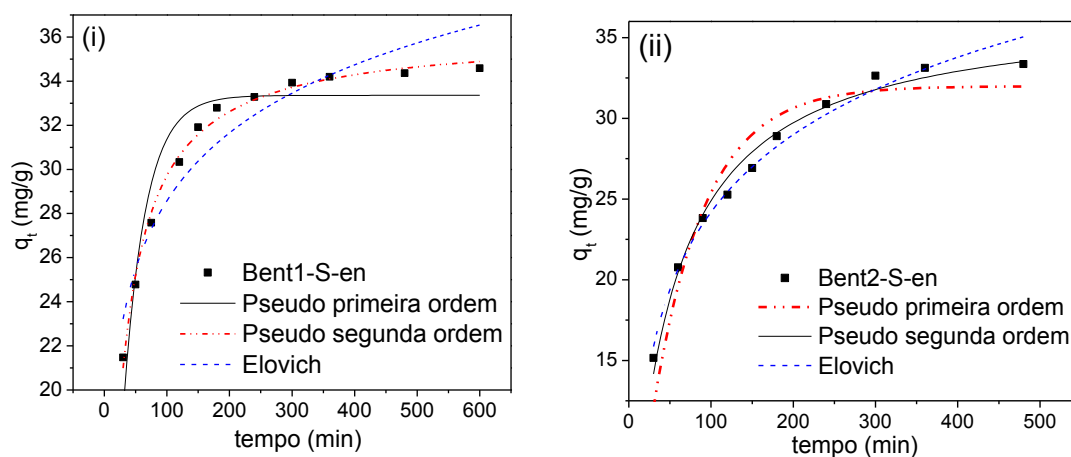 (i)
36
34
32
30
28
26
24
22
20
q_t (mg/g)
Bent1-S-en
Pseudo primeira ordem
Pseudo segunda ordem
Elovich
0 100 200 300 400 500 600
tempo (min)
(ii)
35
30
25
20
15
q_t (mg/g)
Bent2-S-en
Pseudo primeira ordem
Pseudo segunda ordem
Elovich
0 100 200 300 400 500
tempo (min)